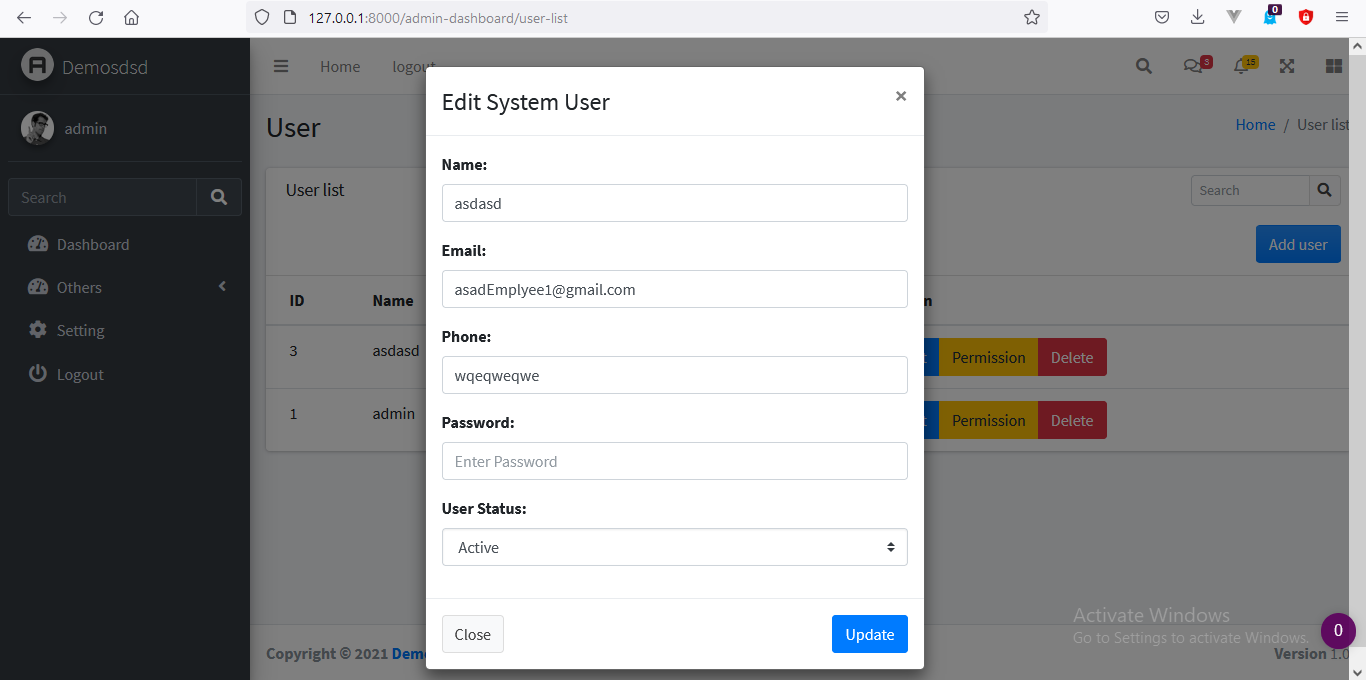 127.0.0.1:8000/admin-dashboard/user-list
0
Demosdsd
Home logout
15
admin
User
Home / User list
Search
User list
Search
Add user
Dashboard
Others
Setting
Logout
ID Name
3 asdasd Permission Delete
1 admin Permission Delete
Edit System User ×
Name:
asdasd
Email:
asadEmplyee1@gmail.com
Phone:
wqeqweqwe
Password:
Enter Password
User Status:
Active
Close Update
Activate Windows
Go to Settings to activate Windows.
0
Copyright © 2021 Demo
Version 1.0